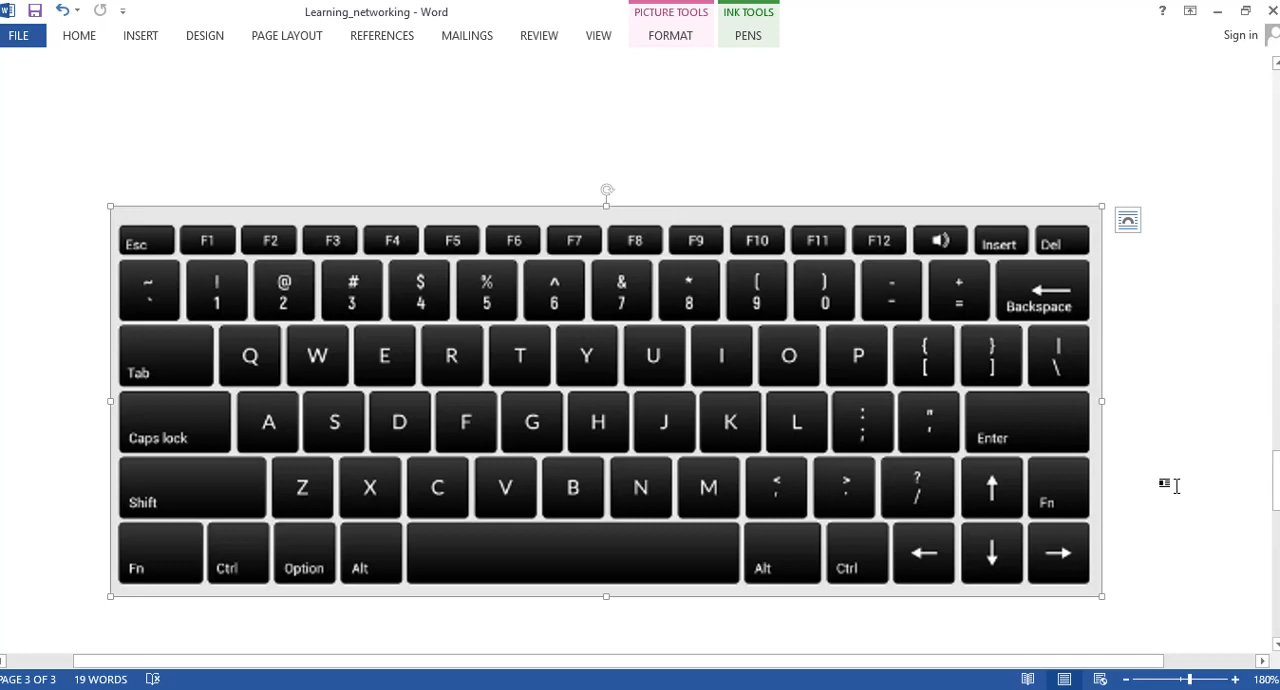 Learning_networking - Word
PICTURE TOOLS INK TOOLS
?
FILE HOME INSERT DESIGN PAGE LAYOUT REFERENCES MAILINGS REVIEW VIEW FORMAT PENS
Sign in
Esc F1 F2 F3 F4 F5 F6 F7 F8 F9 F10 F11 F12 Insert Del
~ | @ # $ % ^ & * [ ) - +
` 1 2 3 4 5 6 7 8 9 0 - = Backspace
Tab Q W E R T Y U I O P { } |
[ ] \
Caps lock A S D F G H J K L : " Enter
; '
Shift Z X C V B N M < > ? ↑ Fn
, . /
Fn Ctrl Option Alt Alt Ctrl ← ↓ →
PAGE 3 OF 3 19 WORDS
180%